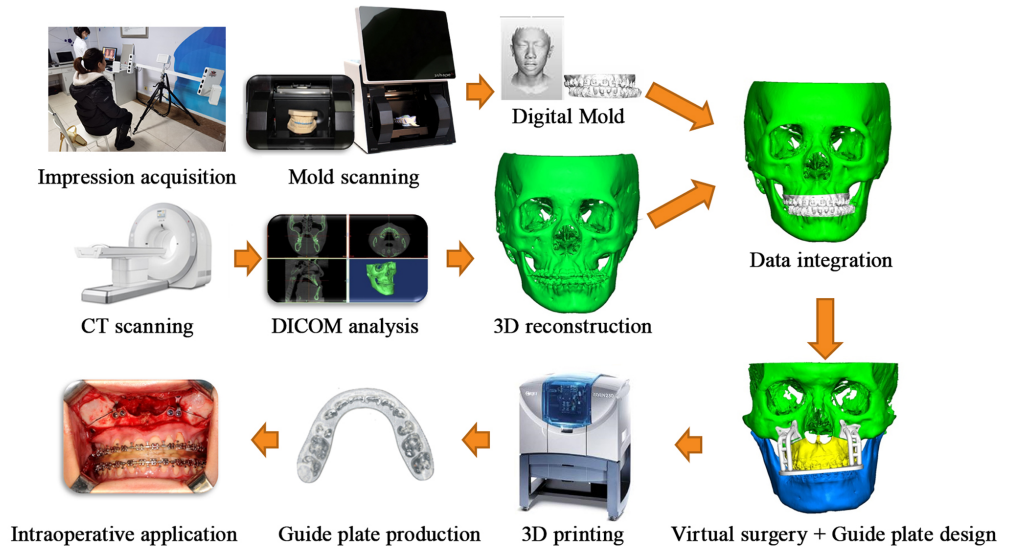 Digital Mold
Impression acquisition
Mold scanning
Data integration
CT scanning
DICOM analysis
3D reconstruction
Intraoperative application
Guide plate production
3D printing
Virtual surgery + Guide plate design